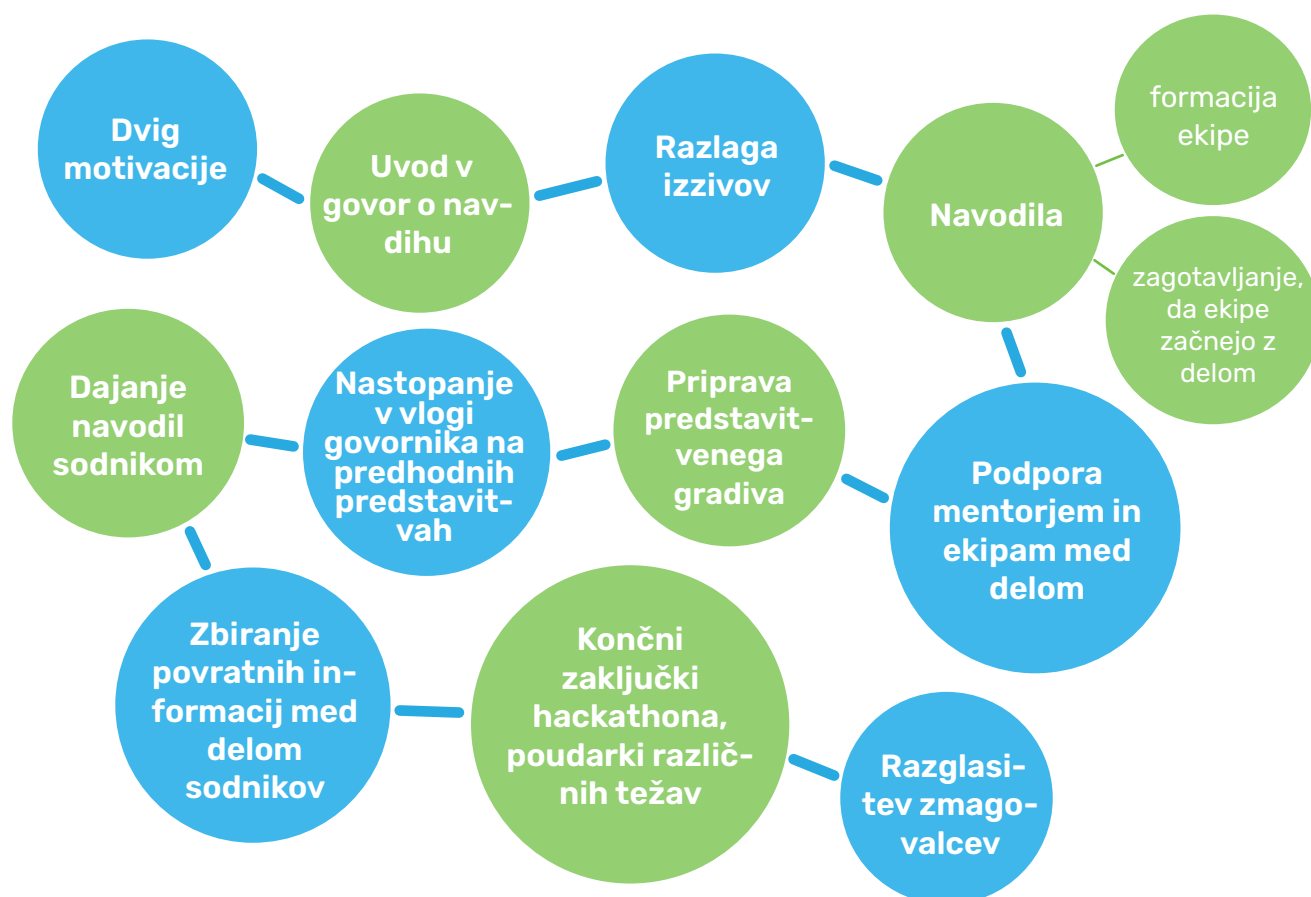 Dvig
motivacije
Uvod v
govor o nav-
dihu
Razlaga
izzivov
Navodila
formacija
ekipe
zagotavljanje,
da ekipe
začnejo z
delom
Dajanje
navodil
sodnikom
Nastopanje
v vlogi
govornika na
predhodnih
predstavit-
vah
Priprava
predstavit-
venega
gradiva
Podpora
mentorjem in
ekipam med
delom
Zbiranje
povratnih in-
formacij med
delom
sodnikov
Končni
zaključki
hackathona,
poudarki različ-
nih težav
Razglasi-
tev zmago-
valcev